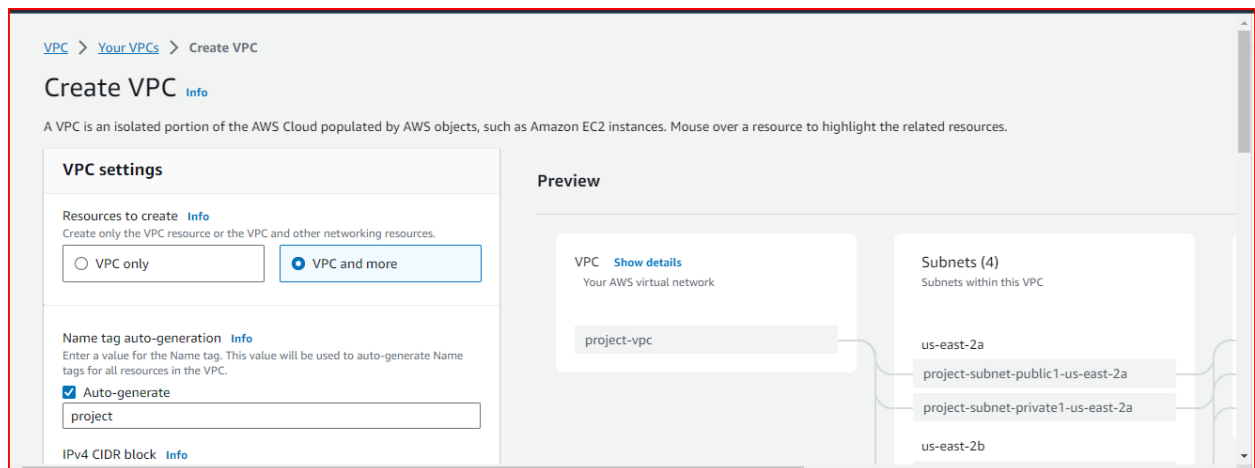 VPC > Your VPCs > Create VPC
Create VPC Info
A VPC is an isolated portion of the AWS Cloud populated by AWS objects, such as Amazon EC2 instances. Mouse over a resource to highlight the related resources.
VPC settings
Resources to create Info
Create only the VPC resource or the VPC and other networking resources.
VPC only
VPC and more
Name tag auto-generation Info
Enter a value for the Name tag. This value will be used to auto-generate Name
tags for all resources in the VPC.
Auto-generate
project
IPv4 CIDR block Info
Preview
VPC Show details
Your AWS virtual network
project-vpc
Subnets (4)
Subnets within this VPC
us-east-2a
project-subnet-public1-us-east-2a
project-subnet-private1-us-east-2a
us-east-2b